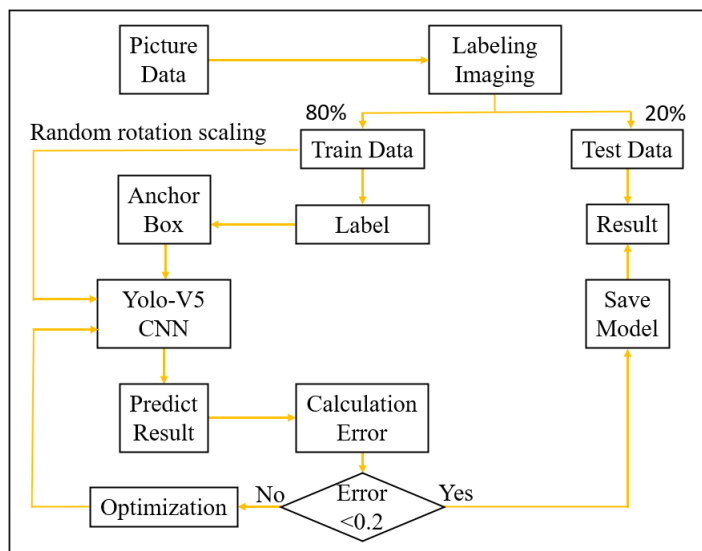 Picture
Data
Labeling
Imaging
80%
20%
Random rotation scaling
Train Data
Test Data
Anchor
Box
Label
Result
Yolo-V5
CNN
Save
Model
Predict
Result
Calculation
Error
Optimization
No
Error
<0.2
Yes